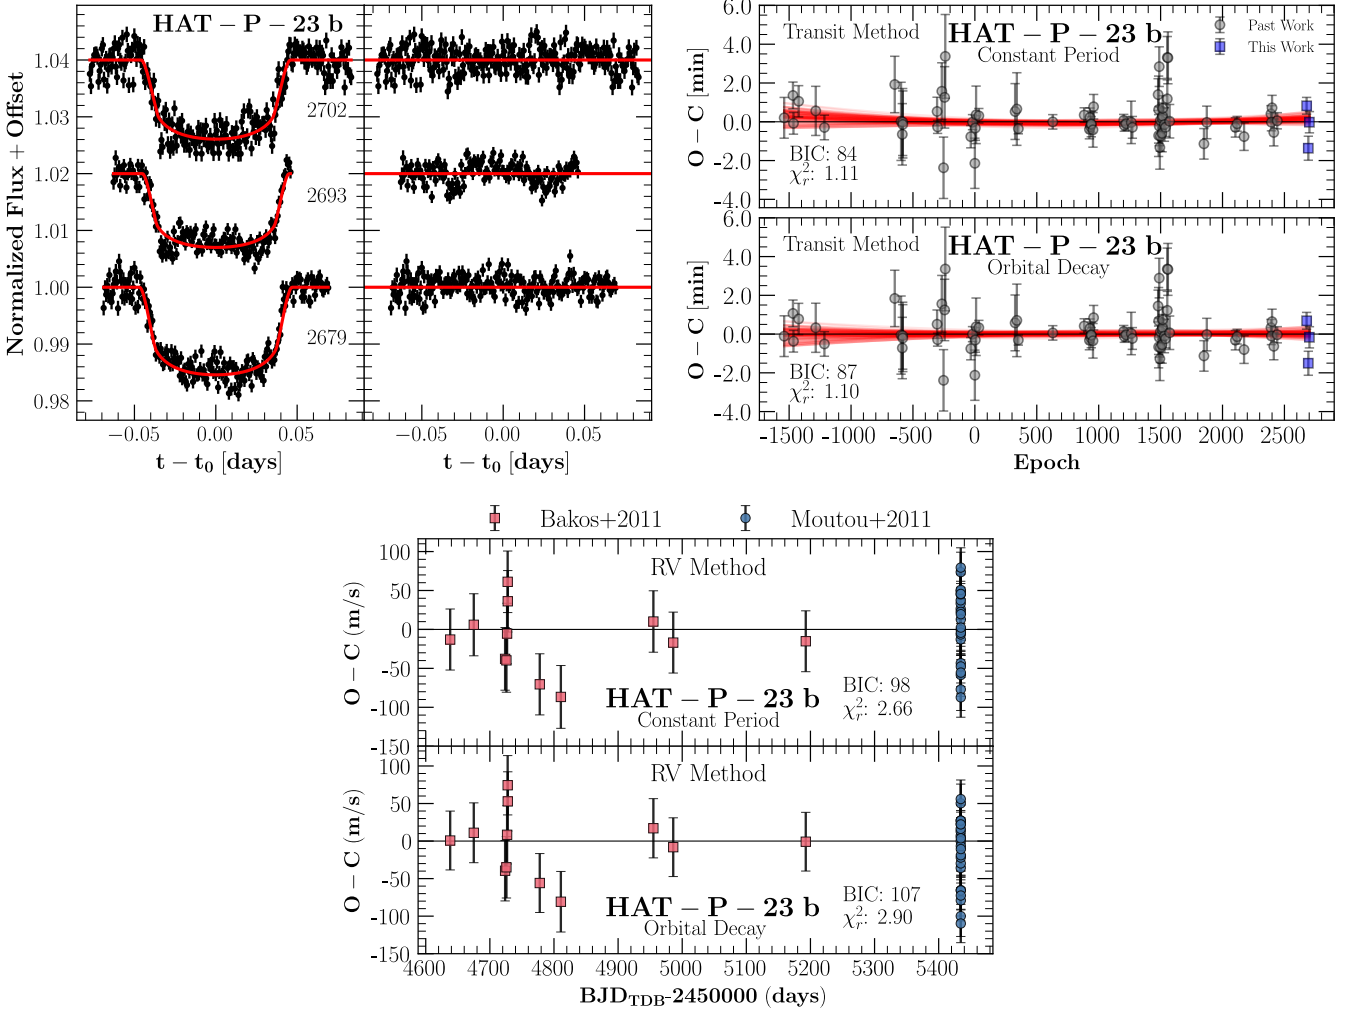 HAT − P − 23 b
Normalized Flux + Offset
1.04
1.03
1.02
1.01
1.00
0.99
0.98
2702
2693
2679
−0.05
0.00
0.05
t − t₀ [days]
−0.05
0.00
0.05
t − t₀ [days]
Transit Method
HAT − P − 23 b
Constant Period
Past Work
This Work
O − C [min]
6.0
4.0
2.0
0.0
-2.0
-4.0
BIC: 84
χ²ᵣ: 1.11
Transit Method
HAT − P − 23 b
Orbital Decay
O − C [min]
6.0
4.0
2.0
0.0
-2.0
-4.0
BIC: 87
χ²ᵣ: 1.10
-1500
-1000
-500
0
500
1000
1500
2000
2500
Epoch
Bakos+2011
Moutou+2011
RV Method
O − C (m/s)
100
50
0
-50
-100
-150
HAT − P − 23 b
Constant Period
BIC: 98
χ²ᵣ: 2.66
RV Method
O − C (m/s)
100
50
0
-50
-100
-150
HAT − P − 23 b
Orbital Decay
BIC: 107
χ²ᵣ: 2.90
4600
4700
4800
4900
5000
5100
5200
5300
5400
BJD_TDB-2450000 (days)